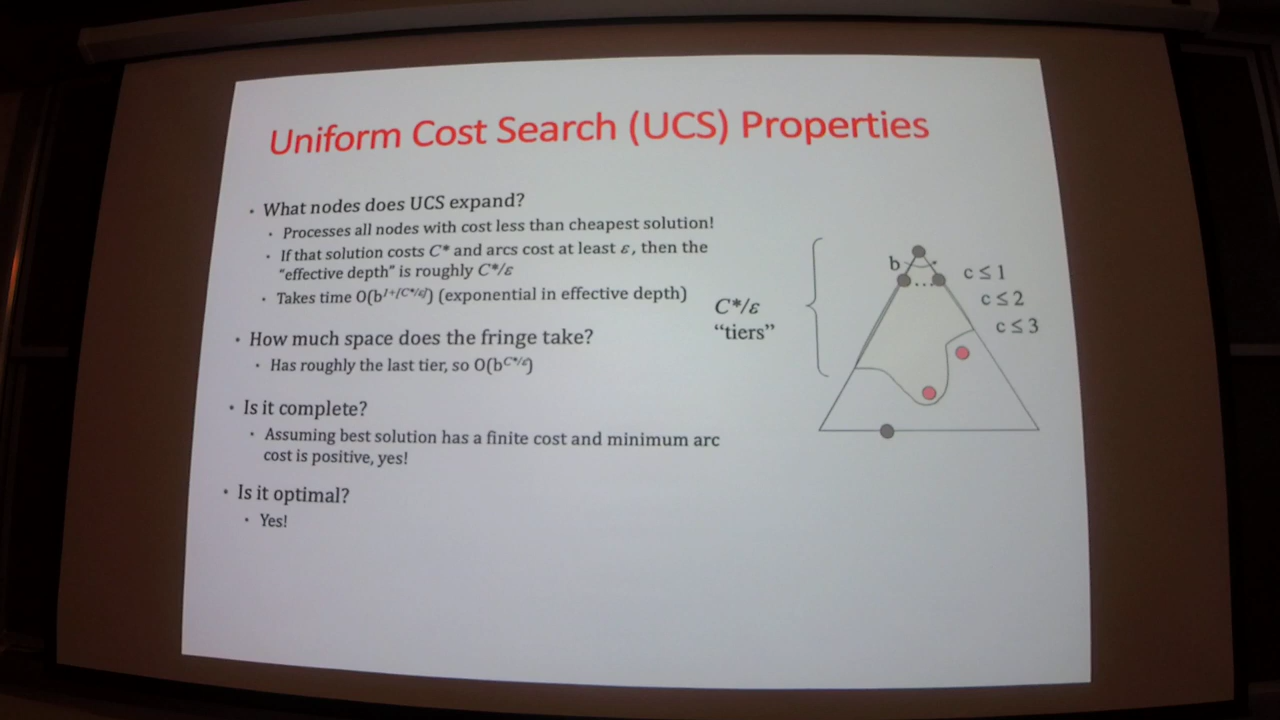 Uniform Cost Search (UCS) Properties
• What nodes does UCS expand?
• Processes all nodes with cost less than cheapest solution!
• If that solution costs C* and arcs cost at least ε, then the
"effective depth" is roughly C*/ε
• Takes time O(b^1+⌊C*/ε⌋) (exponential in effective depth)
• How much space does the fringe take?
• Has roughly the last tier, so O(b^C*/ε)
• Is it complete?
• Assuming best solution has a finite cost and minimum arc
cost is positive, yes!
• Is it optimal?
• Yes!
C*/ε
“tiers”
b
...
c ≤ 1
c ≤ 2
c ≤ 3